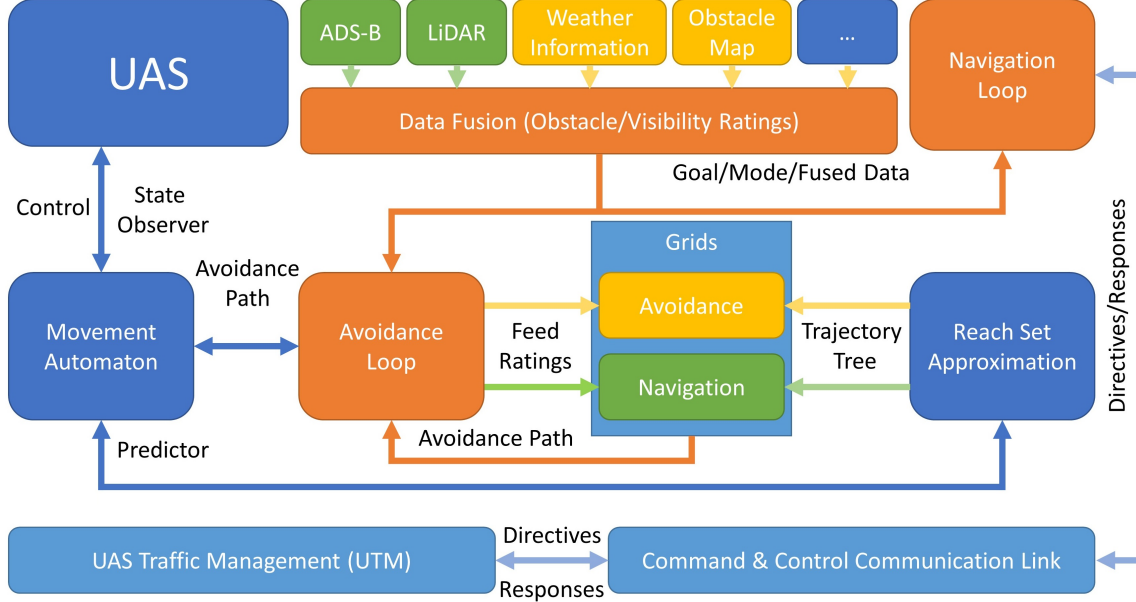 UAS
ADS-B
LiDAR
Weather
Information
Obstacle
Map
...
Navigation
Loop
Data Fusion (Obstacle/Visibility Ratings)
Goal/Mode/Fused Data
Control
State
Observer
Directives/Responses
Grids
Avoidance
Path
Movement
Automaton
Avoidance
Loop
Feed
Ratings
Avoidance
Navigation
Trajectory
Tree
Reach Set
Approximation
Predictor
Avoidance Path
UAS Traffic Management (UTM)
Directives
Responses
Command & Control Communication Link